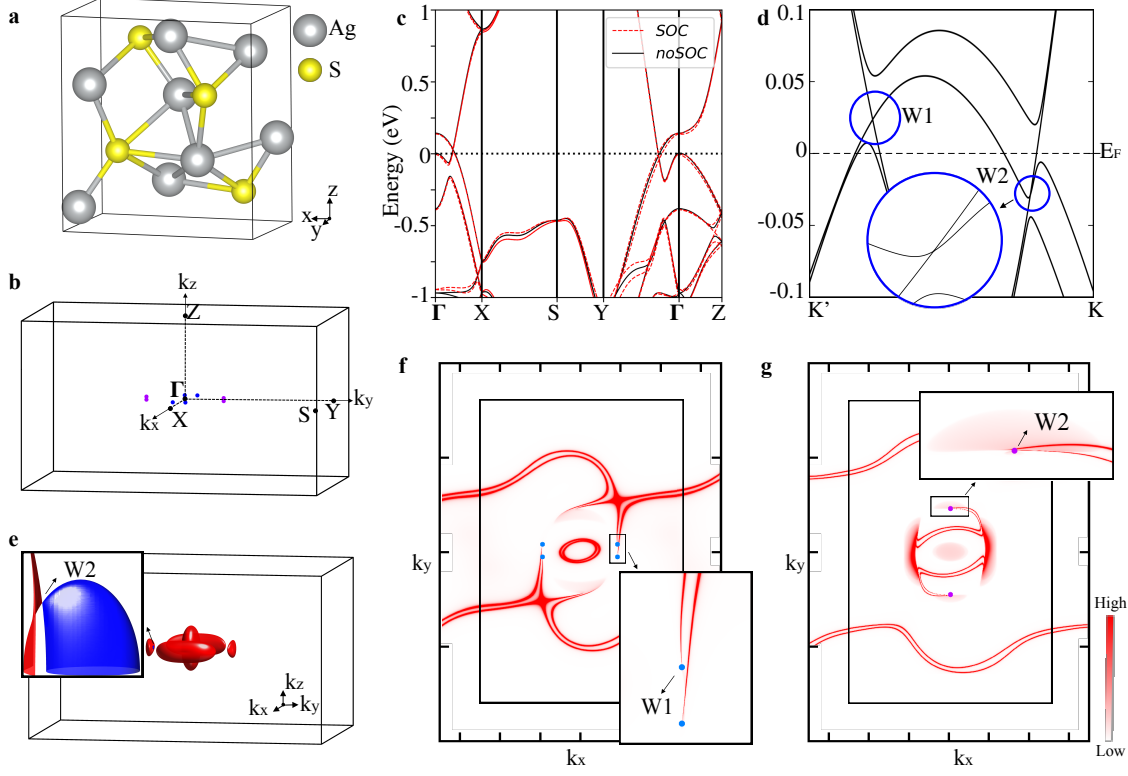 a
Ag
S
z
x
y
b
kz
Z
Γ
ky
kx
X
S
Y
e
W2
kz
kx
ky
c
SOC
noSOC
Energy (eV)
1
0.5
0
-0.5
-1
Γ X S Y Γ Z
d
0.1
0.05
0
-0.05
-0.1
W1
W2
EF
K' K
f
ky
W1
kx
g
W2
ky
kx
High
Low